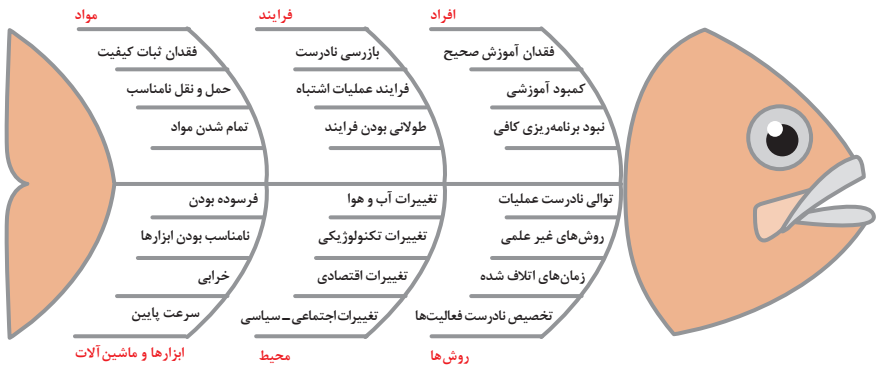 افراد
فقدان آموزش صحیح
کمبود آموزشی
نبود برنامه‌ریزی کافی
فرایند
بازرسی نادرست
فرایند عملیات اشتباه
طولانی بودن فرایند
مواد
فقدان ثبات کیفیت
حمل و نقل نامناسب
تمام شدن مواد
توالی نادرست عملیات
روش‌های غیر علمی
زمان‌های اتلاف شده
تخصیص نادرست فعالیت‌ها
روش‌ها
تغییرات آب و هوا
تغییرات تکنولوژیکی
تغییرات اقتصادی
تغییرات اجتماعی ـ سیاسی
محیط
فرسوده بودن
نامناسب بودن ابزارها
خرابی
سرعت پایین
ابزارها و ماشین آلات